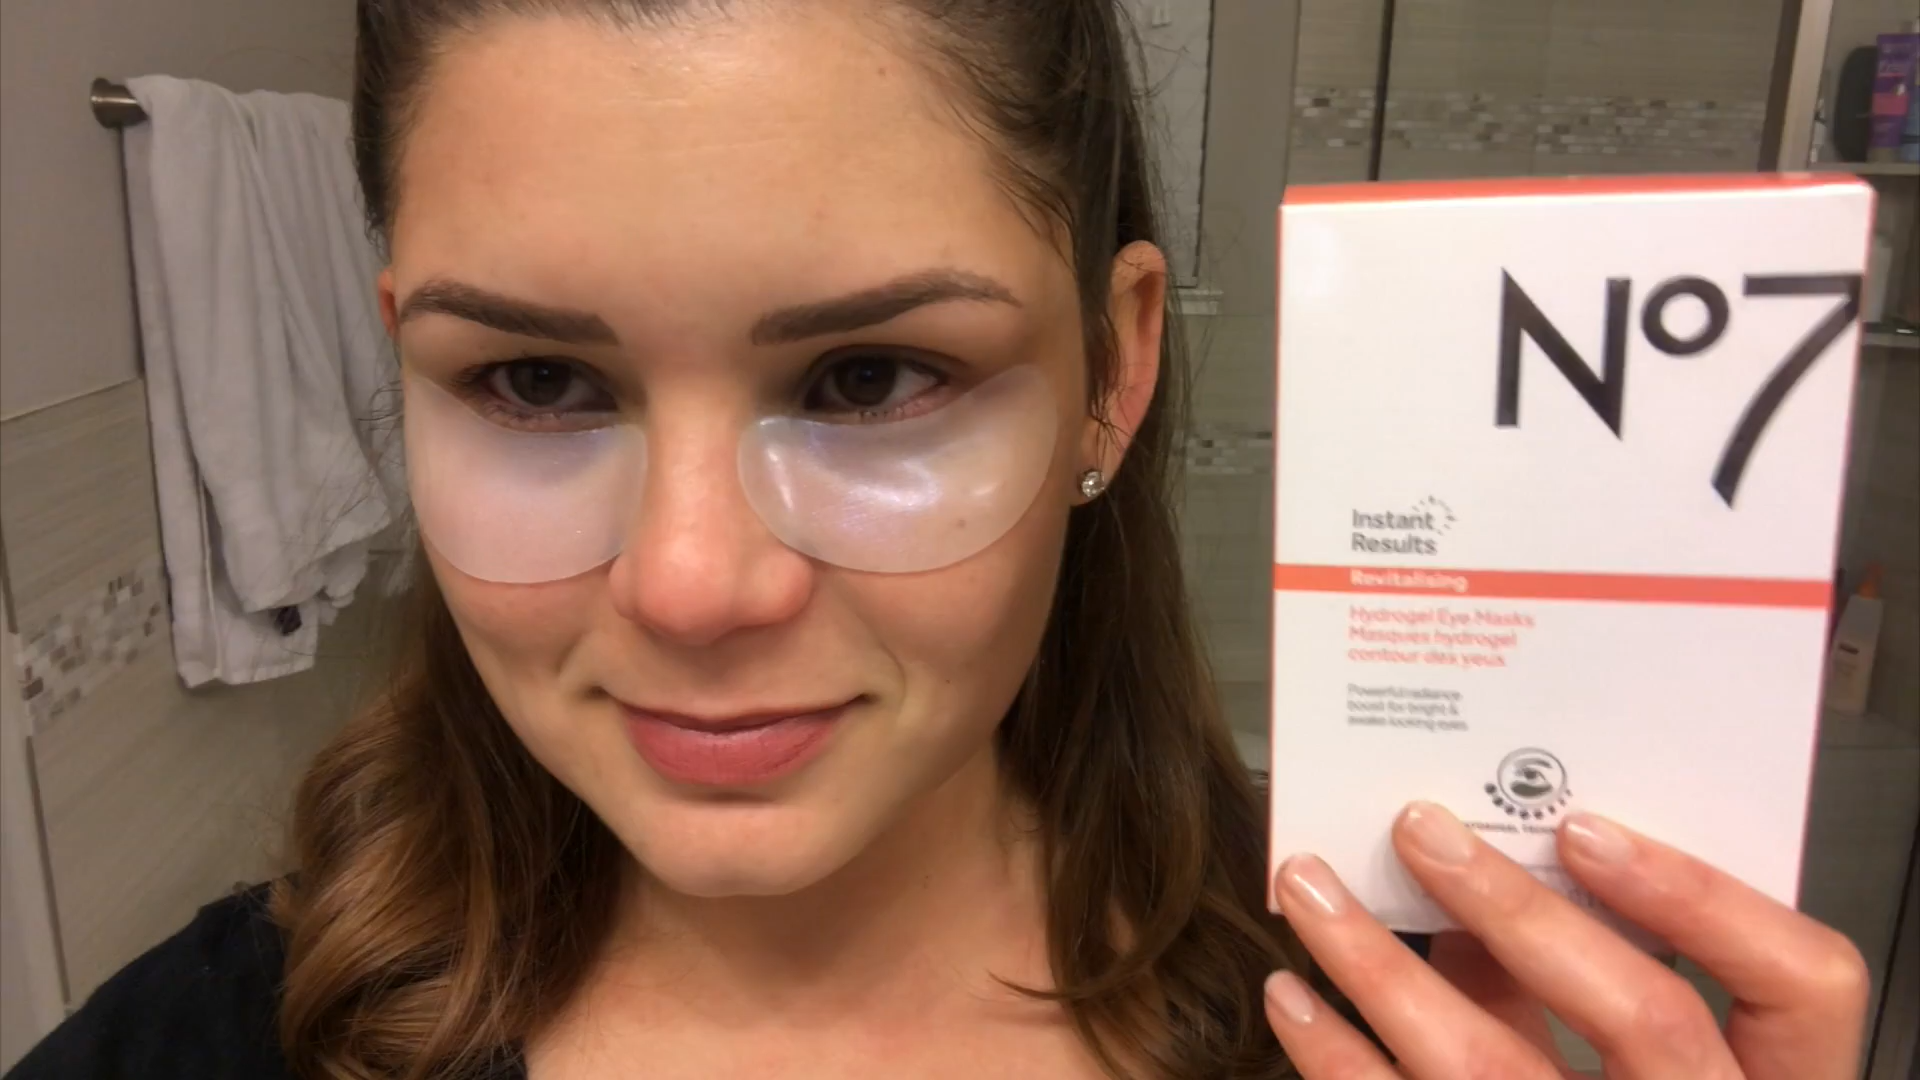 No7
Instant
Results
Revitalising
Hydrogel Eye Masks
Masques hydrogel
contour des yeux
Powerful radiance
boost for bright &
awake looking eyes